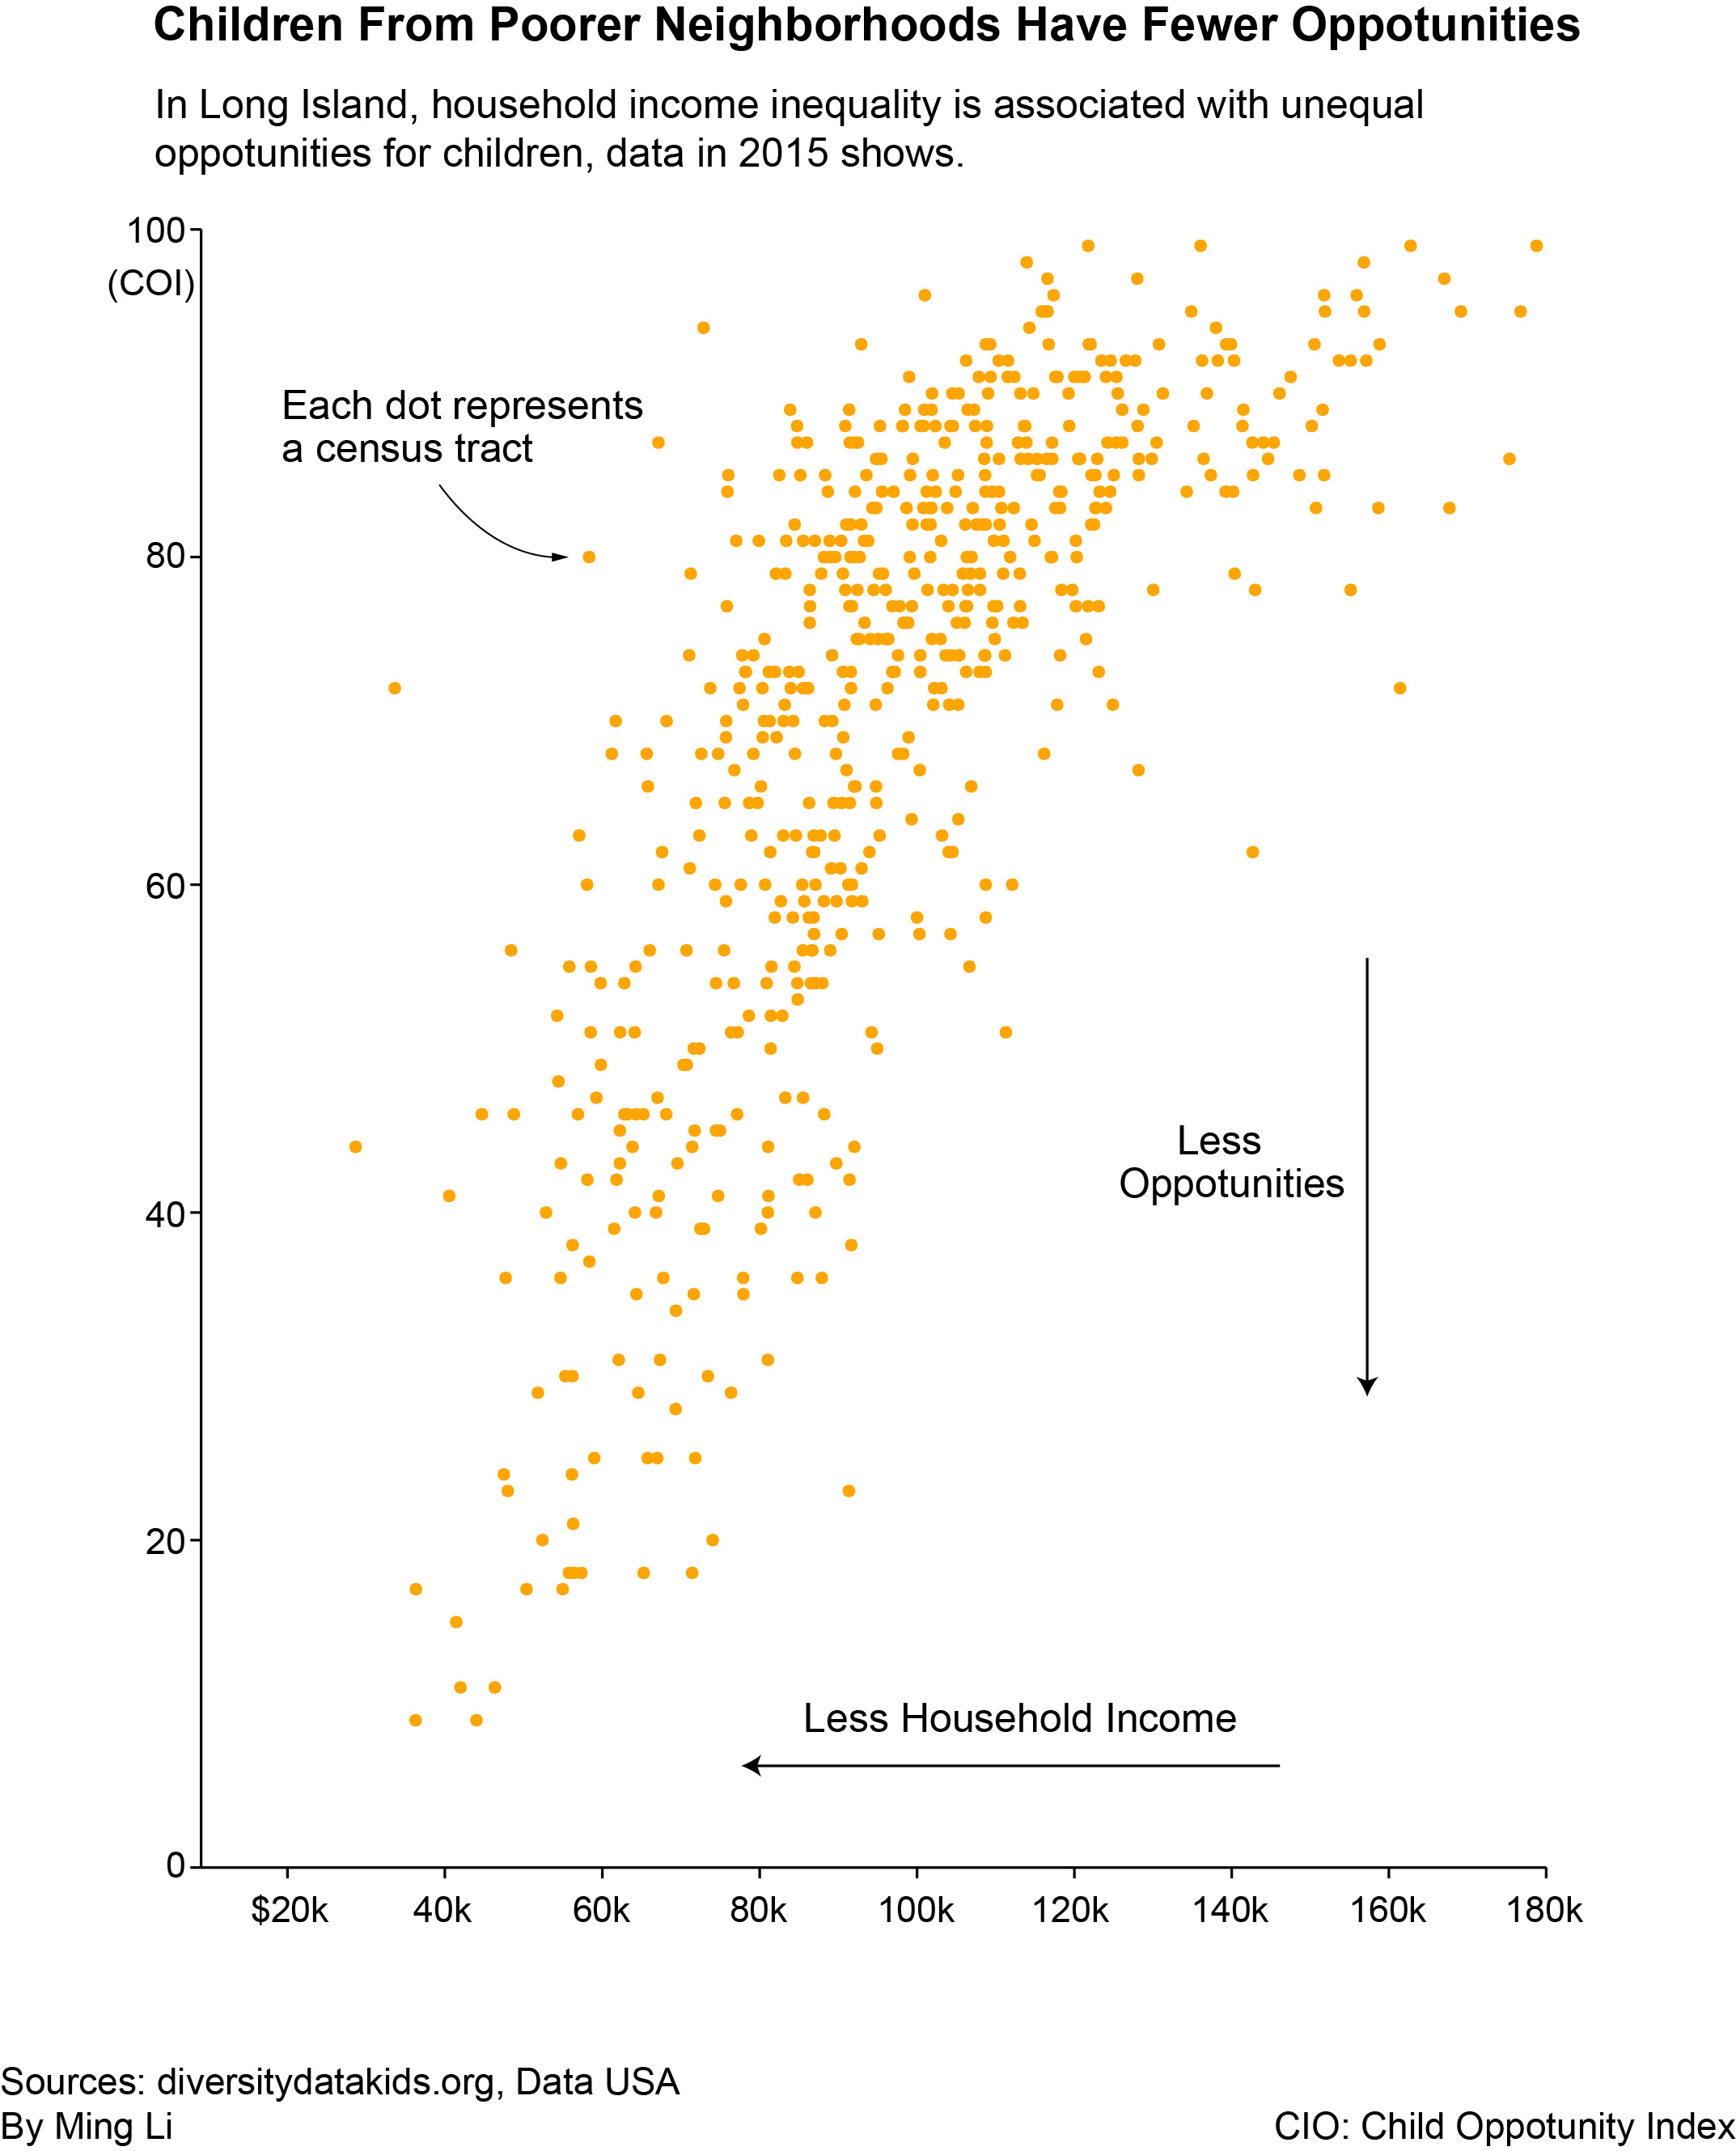 Children From Poorer Neighborhoods Have Fewer Oppotunities
In Long Island, household income inequality is associated with unequal
oppotunities for children, data in 2015 shows.
100
(COI)
Each dot represents
a census tract
80
60
Less
Oppotunities
40
20
Less Household Income
0
$20k 40k 60k 80k 100k 120k 140k 160k 180k
Sources: diversitydatakids.org, Data USA
By Ming Li
CIO: Child Oppotunity Index